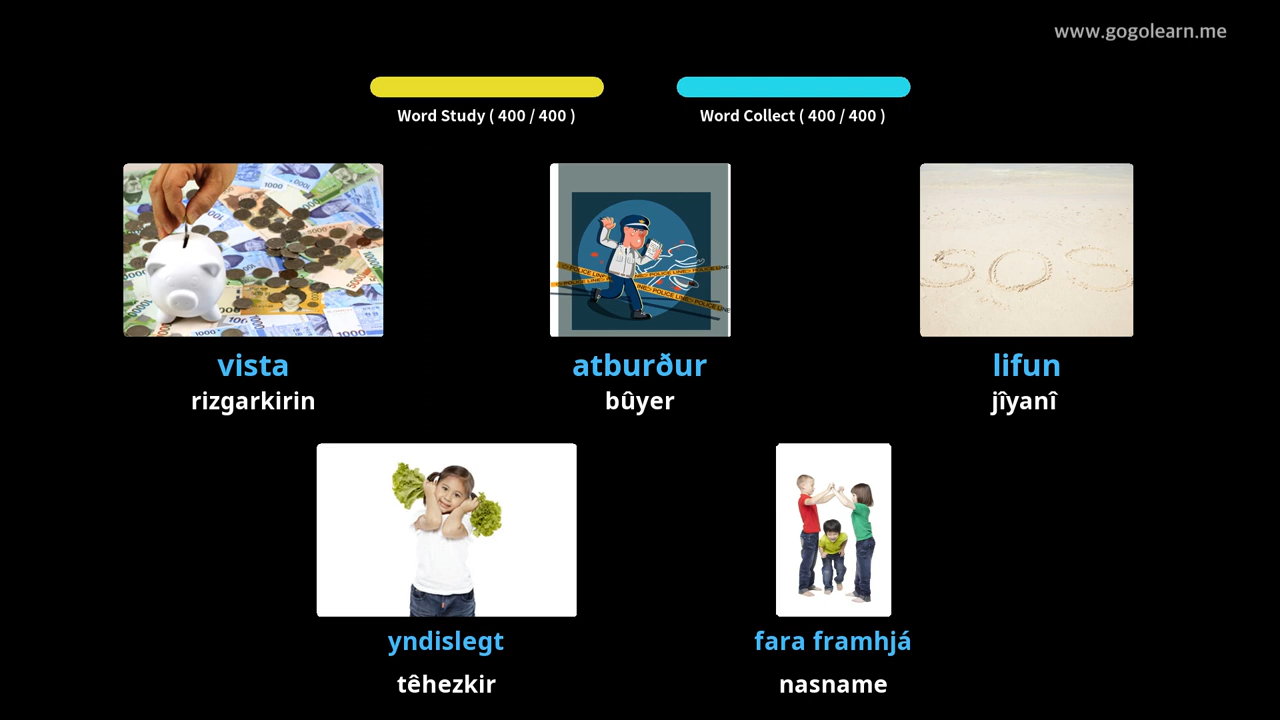 www.gogolearn.me
Word Study ( 400 / 400 )
Word Collect ( 400 / 400 )
vista
rizgarkirin
atburður
bûyer
lifun
jîyanî
SOS
yndislegt
têhezkir
fara framhjá
nasname